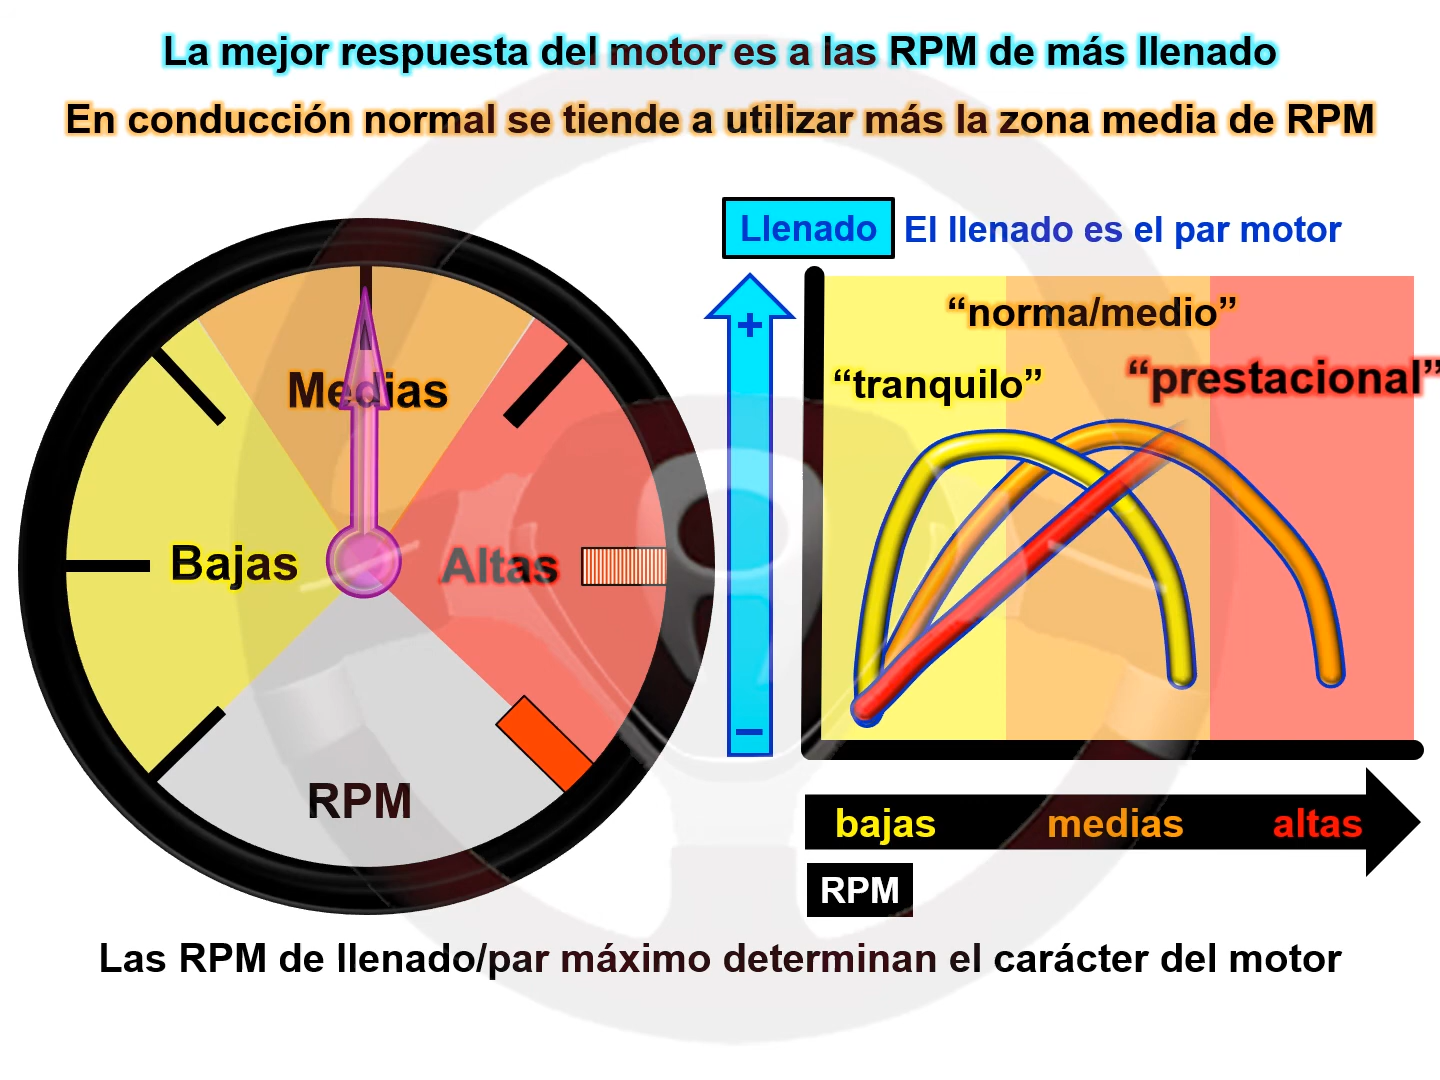 La mejor respuesta del motor es a las RPM de más llenado
En conducción normal se tiende a utilizar más la zona media de RPM
Llenado El llenado es el par motor
+
“norma/medio”
“tranquilo”
“prestacional”
Medias
Bajas
Altas
RPM
–
bajas medias altas
RPM
Las RPM de llenado/par máximo determinan el carácter del motor